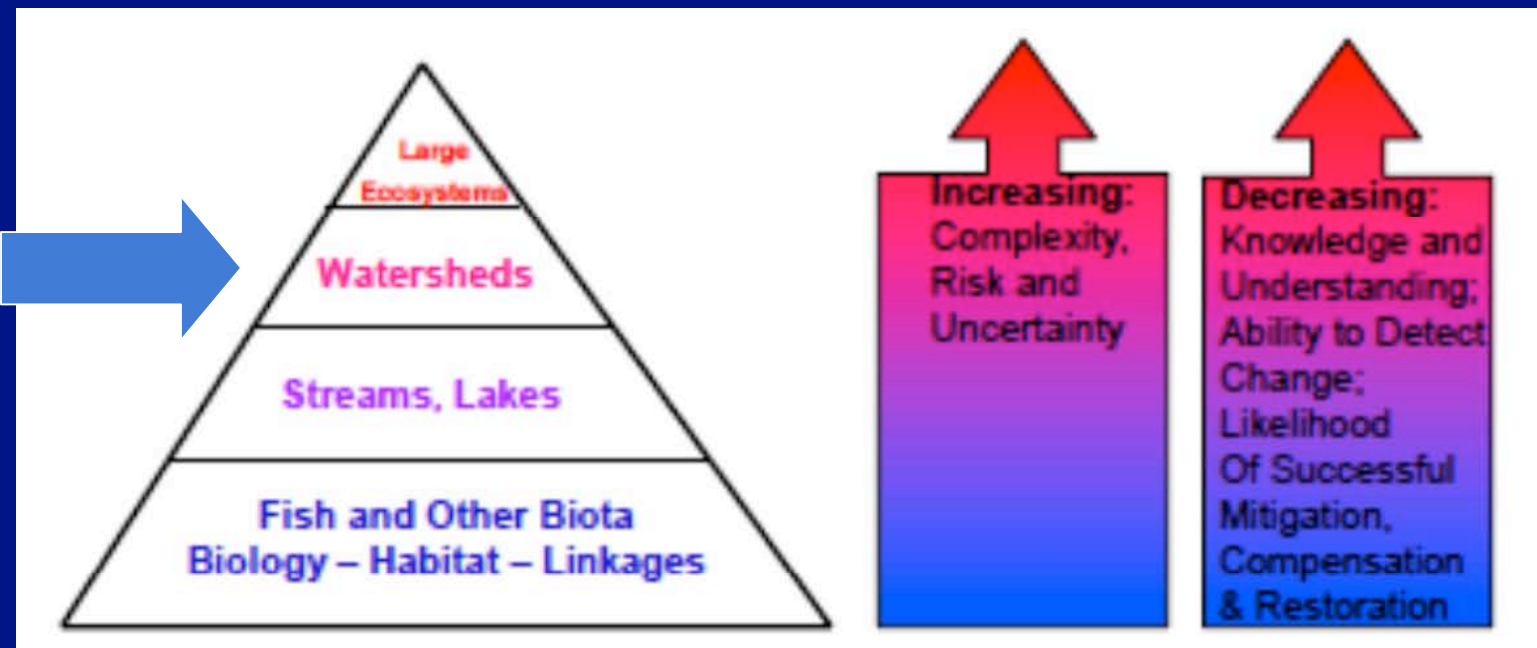 Large
Ecosystems
Watersheds
Streams, Lakes
Fish and Other Biota
Biology – Habitat – Linkages
Increasing:
Complexity,
Risk and
Uncertainty
Decreasing:
Knowledge and
Understanding;
Ability to Detect
Change;
Likelihood
Of Successful
Mitigation,
Compensation
& Restoration